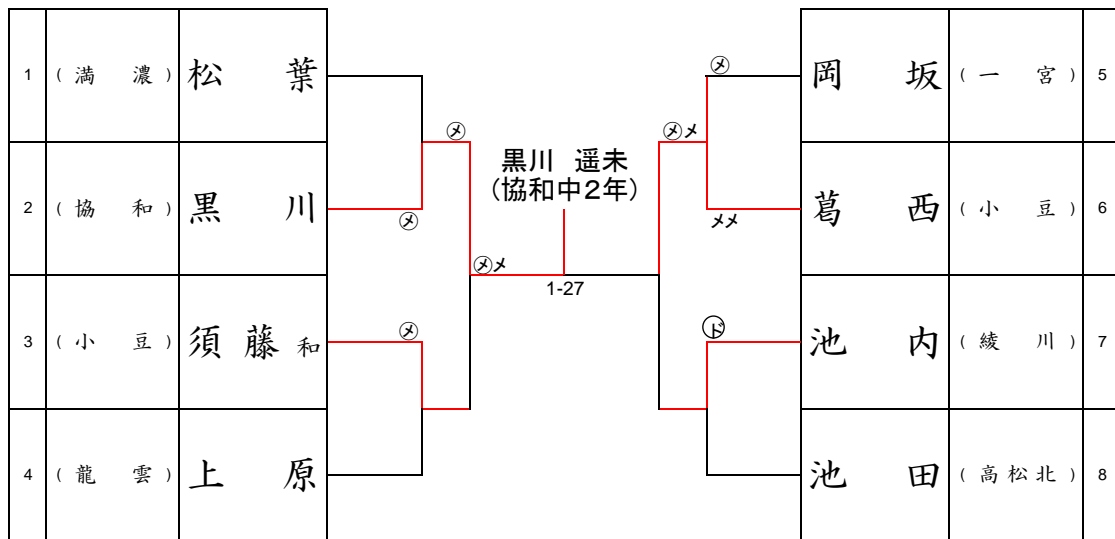 1 (満 濃) 松 葉
2 (協 和) 黒 川
3 (小 豆) 須 藤 和
4 (龍 雲) 上 原
㋱
㋱
㋱
㋱メ
黒川 遥未
(協和中2年)
1-27
㋱
㋱メ
メメ
㋣゙
岡 坂 (一 宮) 5
葛 西 (小 豆) 6
池 内 (綾 川) 7
池 田 (高松北) 8